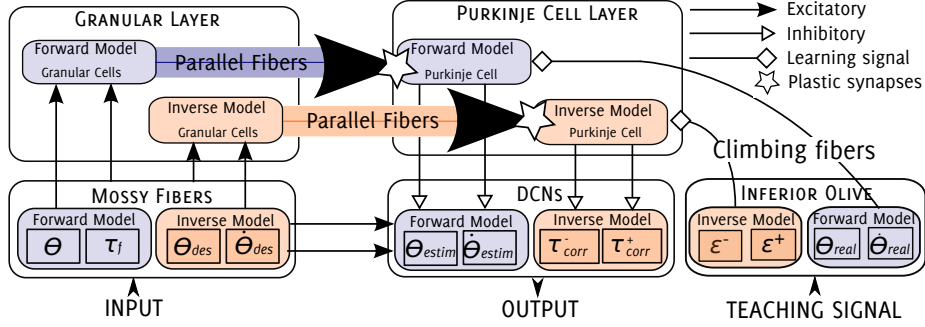 GRANULAR LAYER
Forward Model
Granular Cells
Parallel Fibers
Inverse Model
Granular Cells
Parallel Fibers
PURKINJE CELL LAYER
Forward Model
Purkinje Cell
Inverse Model
Purkinje Cell
Excitatory
Inhibitory
Learning signal
Plastic synapses
Climbing fibers
MOSSY FIBERS
Forward Model
Θ τf
Inverse Model
Θdes Θ̇des
INPUT
DCNs
Forward Model
Θestim Θ̇estim
Inverse Model
τ⁻corr τ⁺corr
OUTPUT
INFERIOR OLIVE
Inverse Model
ε⁻ ε⁺
Forward Model
Θreal Θ̇real
TEACHING SIGNAL